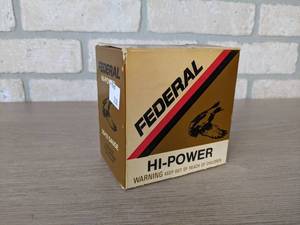 FEDERAL
FEDERAL
HI-POWER
WARNING KEEP OUT OF REACH OF CHILDREN